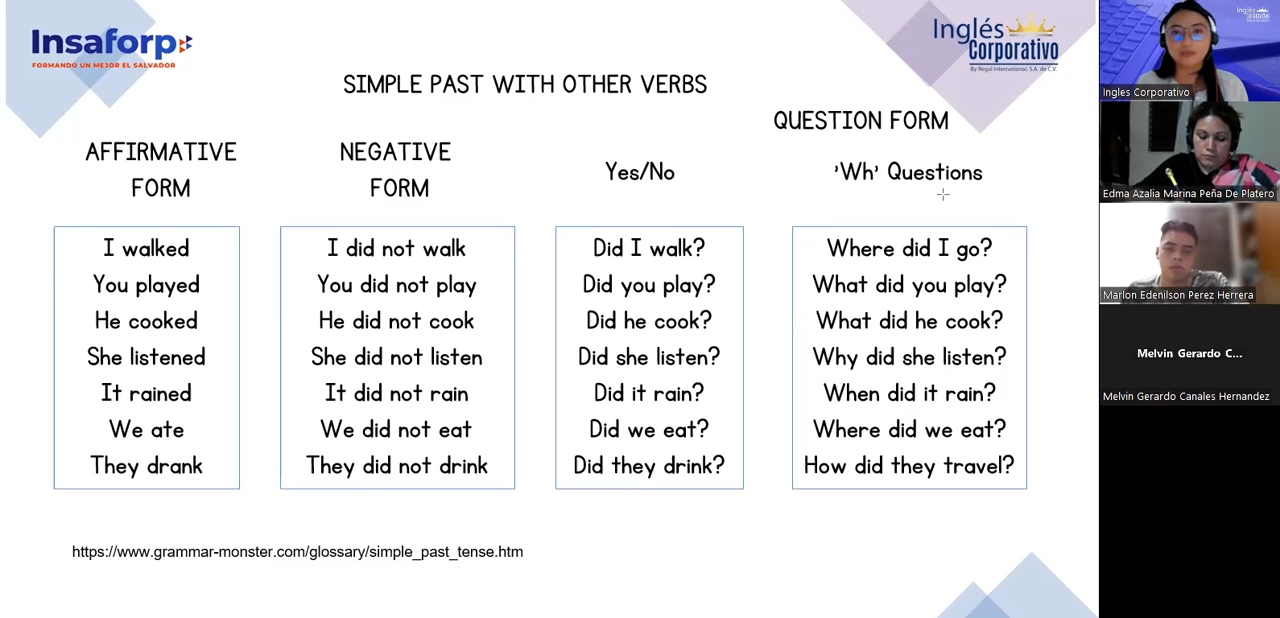 Insaforp
FORMANDO UN MEJOR EL SALVADOR
Inglés
Corporativo
By Regal International, S.A. de C.V.
SIMPLE PAST WITH OTHER VERBS
QUESTION FORM
AFFIRMATIVE
FORM
NEGATIVE
FORM
Yes/No
'Wh' Questions
I walked
You played
He cooked
She listened
It rained
We ate
They drank
I did not walk
You did not play
He did not cook
She did not listen
It did not rain
We did not eat
They did not drink
Did I walk?
Did you play?
Did he cook?
Did she listen?
Did it rain?
Did we eat?
Did they drink?
Where did I go?
What did you play?
What did he cook?
Why did she listen?
When did it rain?
Where did we eat?
How did they travel?
https://www.grammar-monster.com/glossary/simple_past_tense.htm
Inglés
Corporativo
Ingles Corporativo
Edma Azalia Marina Peña De Platero
Marlon Edenilson Perez Herrera
Melvin Gerardo C...
Melvin Gerardo Canales Hernandez